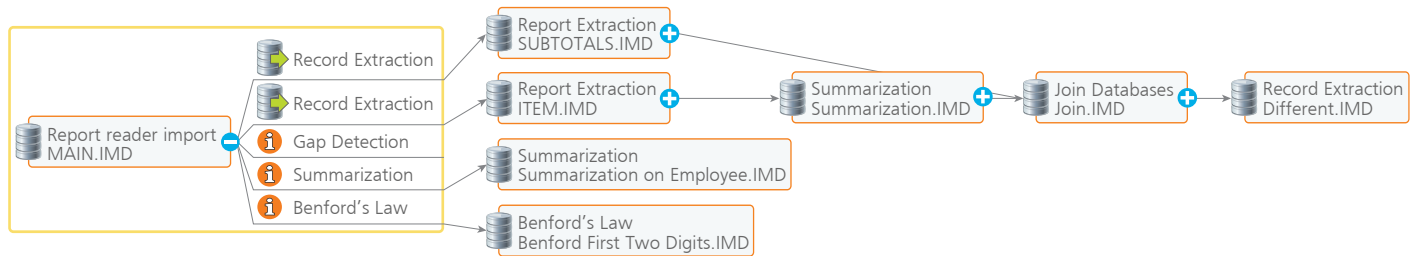 Report reader import
MAIN.IMD
Record Extraction
Record Extraction
Gap Detection
Summarization
Benford's Law
Report Extraction
SUBTOTALS.IMD
Report Extraction
ITEM.IMD
Summarization
Summarization on Employee.IMD
Benford's Law
Benford First Two Digits.IMD
Summarization
Summarization.IMD
Join Databases
Join.IMD
Record Extraction
Different.IMD